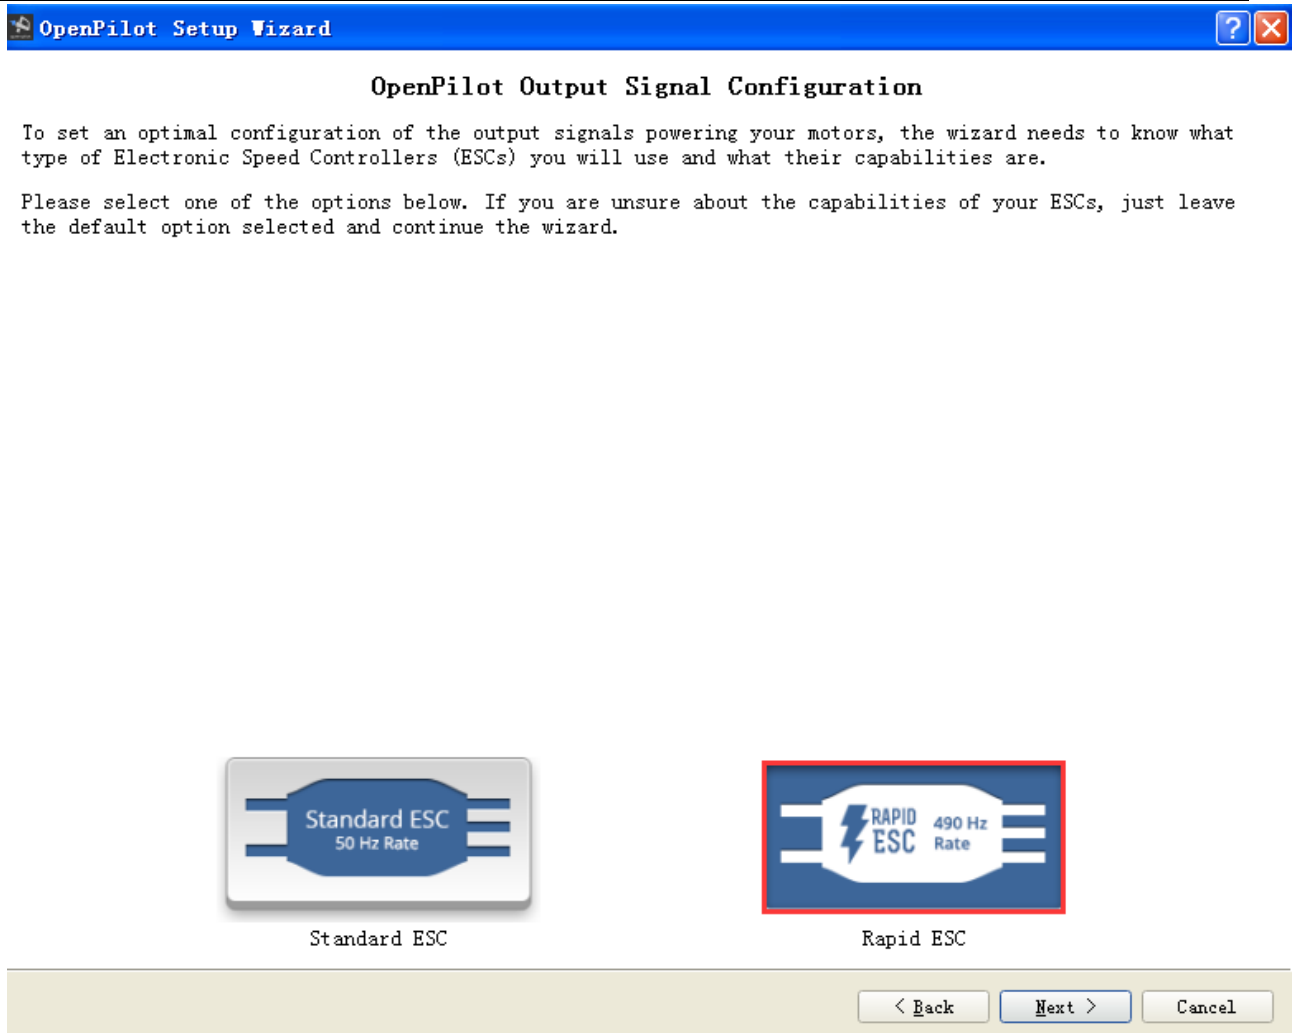 OpenPilot Setup Wizard
OpenPilot Output Signal Configuration
To set an optimal configuration of the output signals powering your motors, the wizard needs to know what
type of Electronic Speed Controllers (ESCs) you will use and what their capabilities are.
Please select one of the options below. If you are unsure about the capabilities of your ESCs, just leave
the default option selected and continue the wizard.
Standard ESC
50 Hz Rate
RAPID
ESC
490 Hz
Rate
Standard ESC
Rapid ESC
< Back
Next >
Cancel